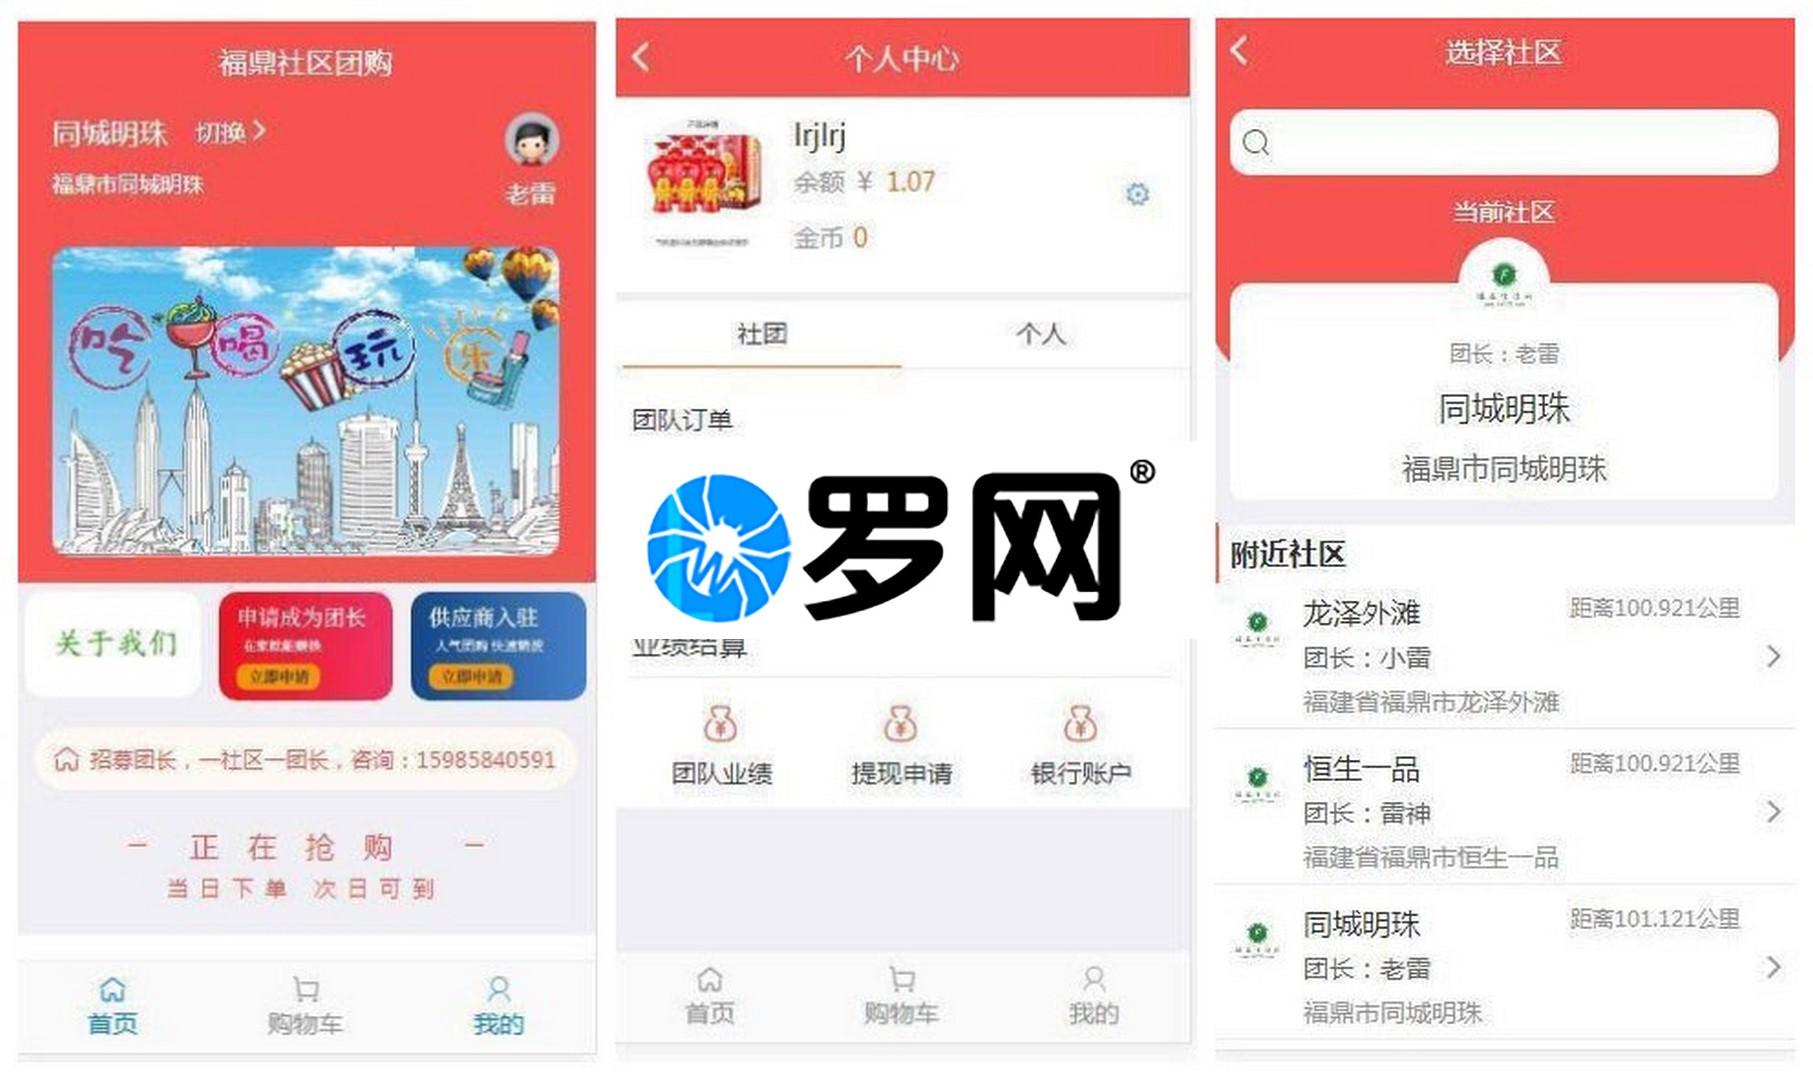 福鼎社区团购
同城明珠 切换
福鼎市同城明珠
老雷
吃喝玩乐
关于我们
申请成为团长
在家就能赚钱
立即申请
供应商入驻
人气团购 快速销货
立即申请
招募团长，一社区一团长，咨询：15985840591
正在抢购
当日下单 次日可到
首页
购物车
我的
个人中心
lrjlrj
余额 ¥ 1.07
金币 0
社团
个人
团队订单
罗网®
业绩结算
团队业绩
提现申请
银行账户
首页
购物车
我的
选择社区
当前社区
团长：老雷
同城明珠
福鼎市同城明珠
附近社区
龙泽外滩
距离100.921公里
团长：小雷
福建省福鼎市龙泽外滩
恒生一品
距离100.921公里
团长：雷神
福建省福鼎市恒生一品
同城明珠
距离101.121公里
团长：老雷
福鼎市同城明珠